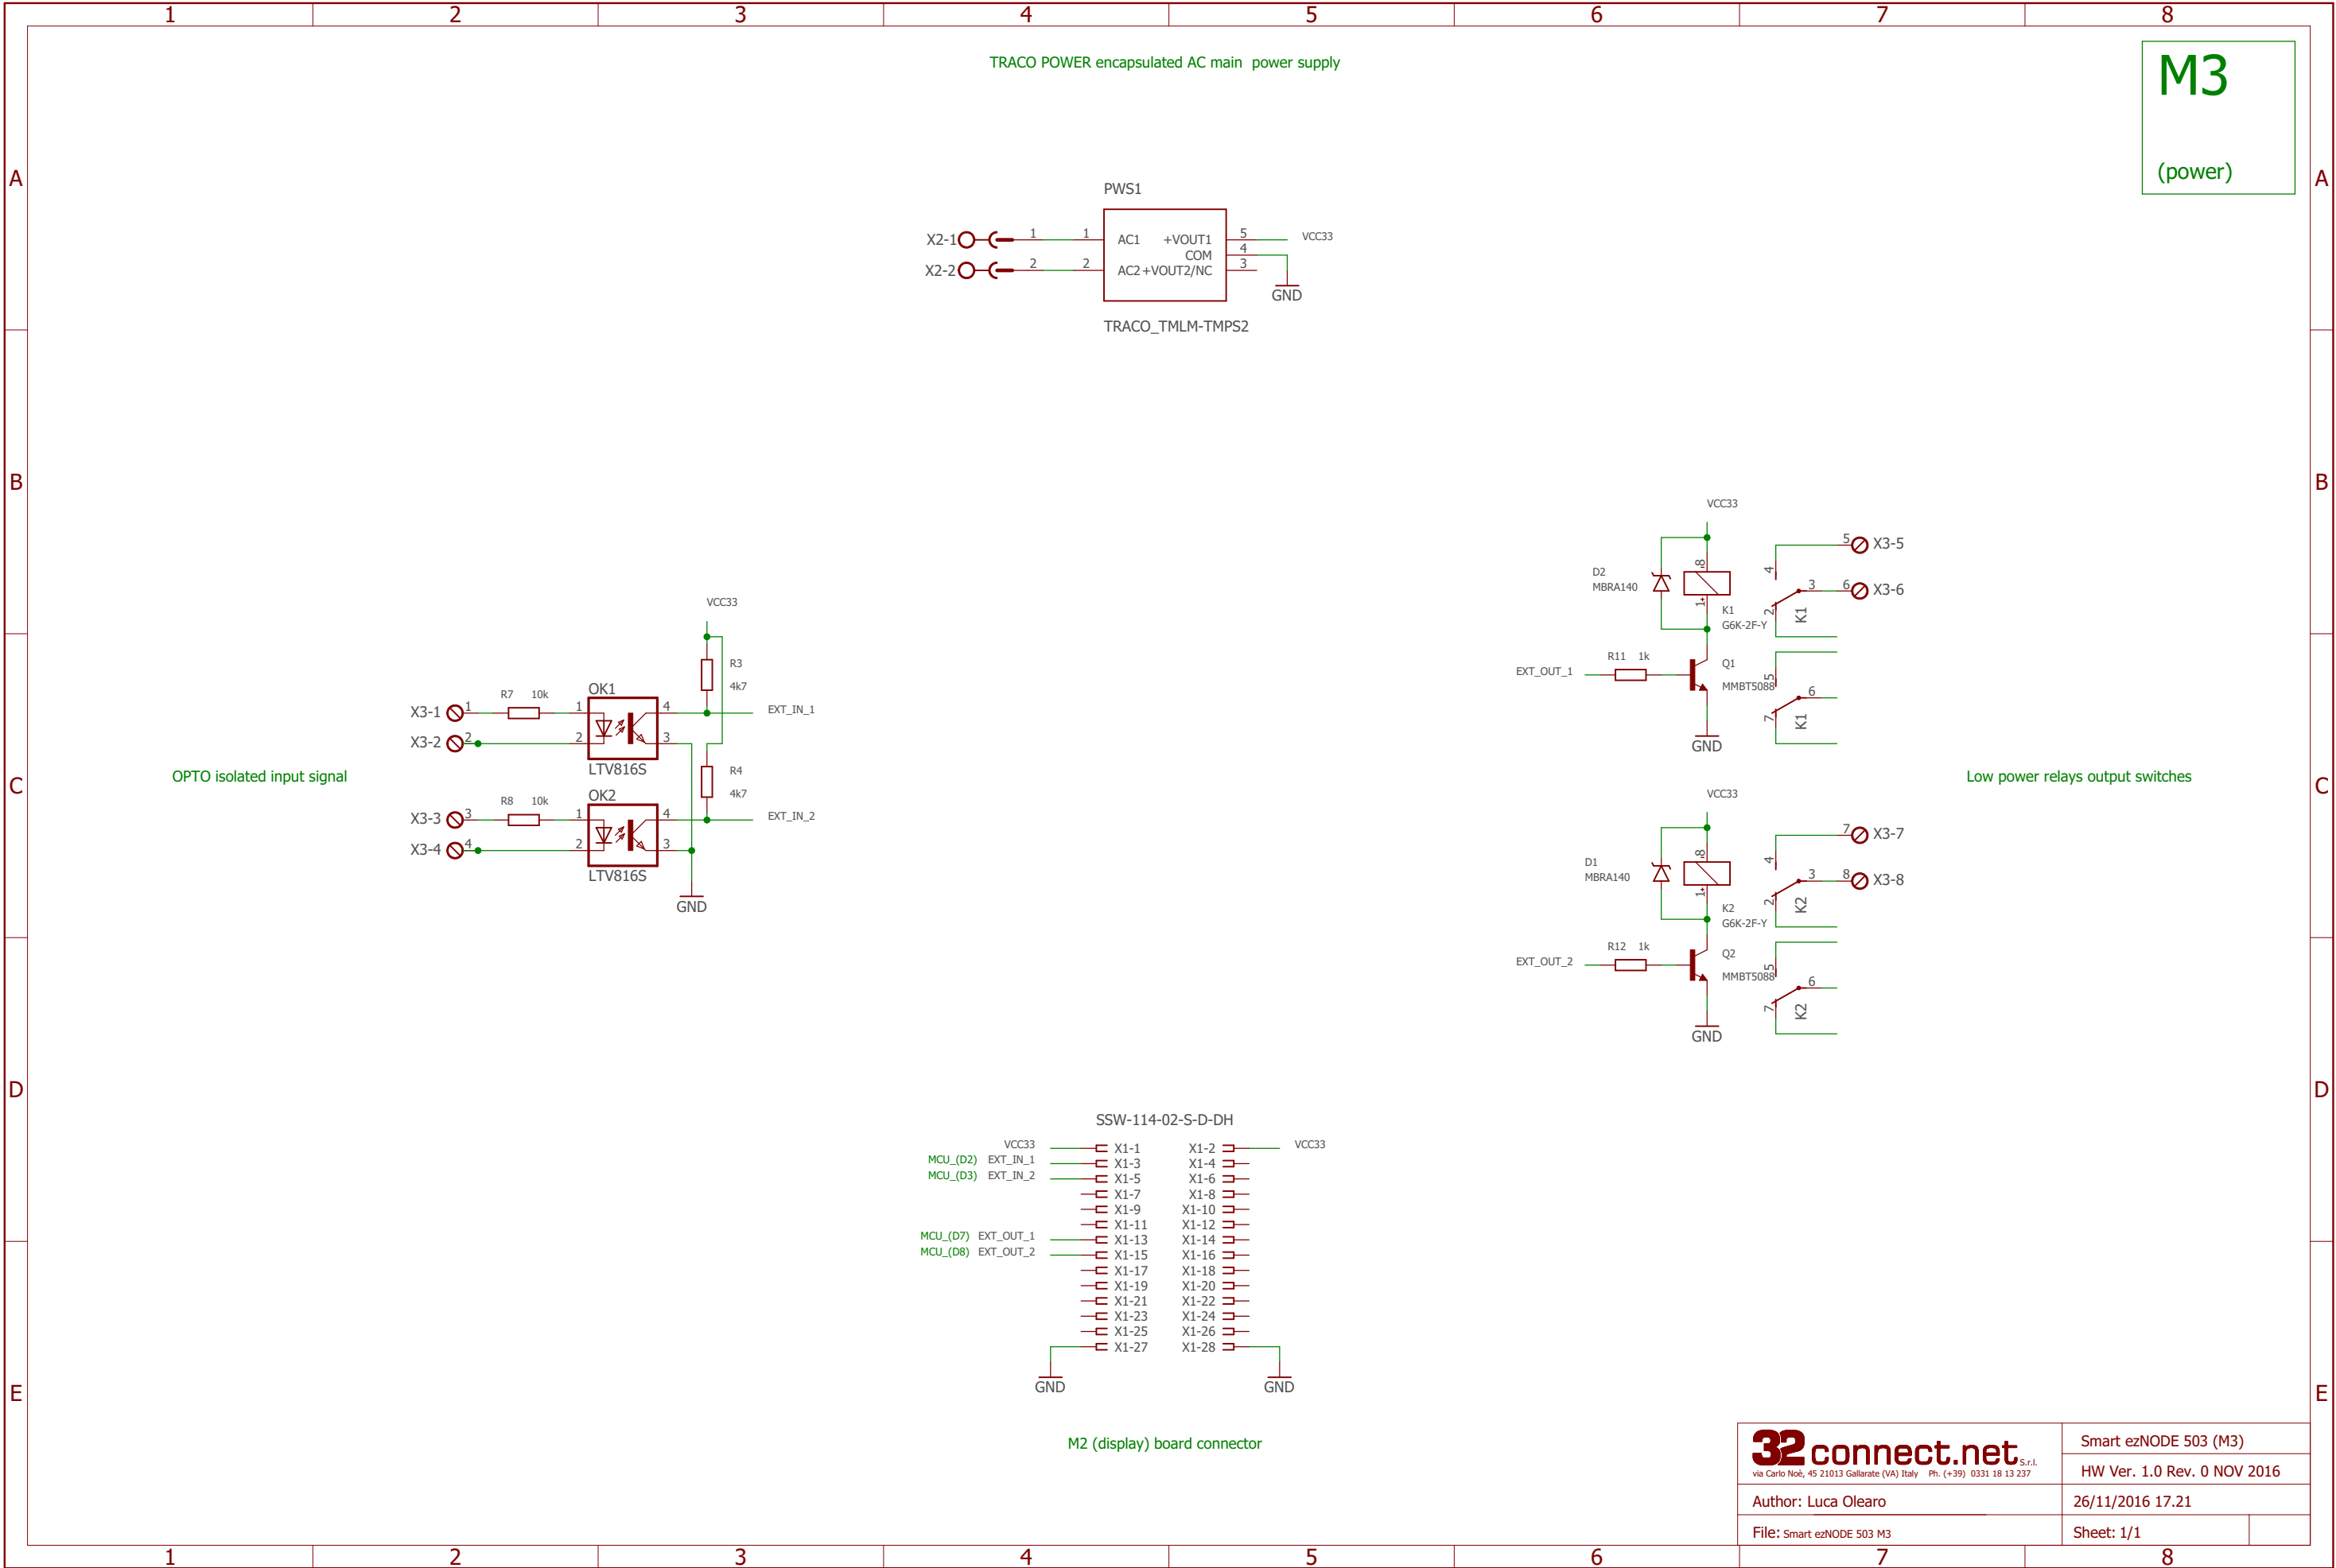 1 2 3 4 5 6 7 8
TRACO POWER encapsulated AC main power supply
M3
(power)
A A
PWS1
X2-1 1 1 AC1 +VOUT1 5 VCC33
COM 4
X2-2 2 2 AC2 +VOUT2/NC 3
GND
TRACO_TMLM-TMPS2
B B
VCC33
8
D2
MBRA140
1+
K1
G6K-2F-Y
4 5 X3-5
3 6 X3-6
2 K1
EXT_OUT_1 R11 1k
Q1
MMBT5088
GND
5
6
7 K1
VCC33
R3
4k7
R7 10k OK1
X3-1 1 1 4 EXT_IN_1
X3-2 2 2 3
LTV816S
OPTO isolated input signal
R4
4k7
R8 10k OK2
X3-3 3 1 4 EXT_IN_2
X3-4 4 2 3
LTV816S
GND
C C
Low power relays output switches
VCC33
8
D1
MBRA140
1+
K2
G6K-2F-Y
4 7 X3-7
3 8 X3-8
2 K2
EXT_OUT_2 R12 1k
Q2
MMBT5088
GND
5
6
7 K2
D D
SSW-114-02-S-D-DH
VCC33 X1-1 X1-2 VCC33
MCU_(D2) EXT_IN_1 X1-3 X1-4
MCU_(D3) EXT_IN_2 X1-5 X1-6
X1-7 X1-8
X1-9 X1-10
X1-11 X1-12
MCU_(D7) EXT_OUT_1 X1-13 X1-14
MCU_(D8) EXT_OUT_2 X1-15 X1-16
X1-17 X1-18
X1-19 X1-20
X1-21 X1-22
X1-23 X1-24
X1-25 X1-26
X1-27 X1-28
GND GND
E E
M2 (display) board connector
32connect.net S.r.l.
via Carlo Noè, 45 21013 Gallarate (VA) Italy Ph. (+39) 0331 18 13 237
Smart ezNODE 503 (M3)
HW Ver. 1.0 Rev. 0 NOV 2016
Author: Luca Olearo
26/11/2016 17.21
File: Smart ezNODE 503 M3
Sheet: 1/1
1 2 3 4 5 6 7 8